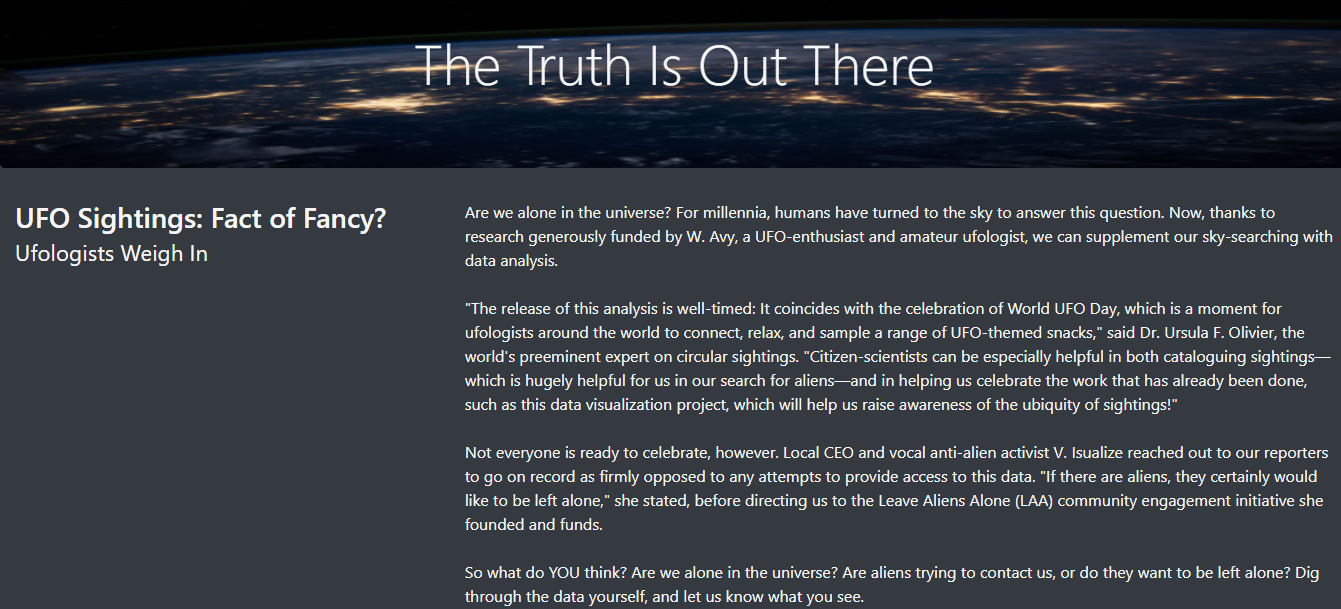 The Truth Is Out There
UFO Sightings: Fact of Fancy?
Ufologists Weigh In
Are we alone in the universe? For millennia, humans have turned to the sky to answer this question. Now, thanks to
research generously funded by W. Avy, a UFO-enthusiast and amateur ufologist, we can supplement our sky-searching with
data analysis.
"The release of this analysis is well-timed: It coincides with the celebration of World UFO Day, which is a moment for
ufologists around the world to connect, relax, and sample a range of UFO-themed snacks," said Dr. Ursula F. Olivier, the
world's preeminent expert on circular sightings. "Citizen-scientists can be especially helpful in both cataloguing sightings—
which is hugely helpful for us in our search for aliens—and in helping us celebrate the work that has already been done,
such as this data visualization project, which will help us raise awareness of the ubiquity of sightings!"
Not everyone is ready to celebrate, however. Local CEO and vocal anti-alien activist V. Isualize reached out to our reporters
to go on record as firmly opposed to any attempts to provide access to this data. "If there are aliens, they certainly would
like to be left alone," she stated, before directing us to the Leave Aliens Alone (LAA) community engagement initiative she
founded and funds.
So what do YOU think? Are we alone in the universe? Are aliens trying to contact us, or do they want to be left alone? Dig
through the data yourself, and let us know what you see.